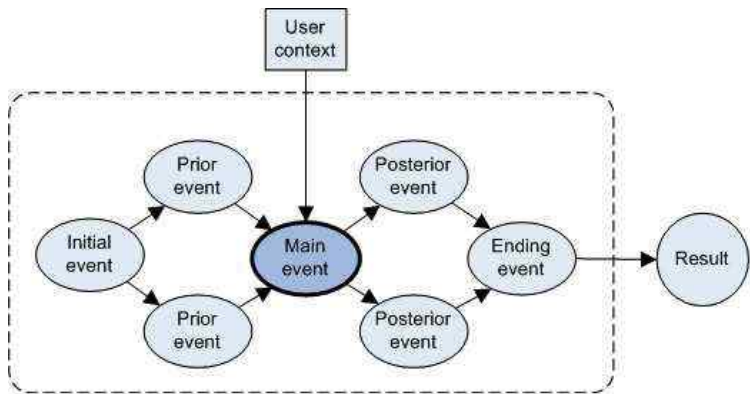 User
context
Prior
event
Posterior
event
Initial
event
Main
event
Ending
event
Result
Prior
event
Posterior
event